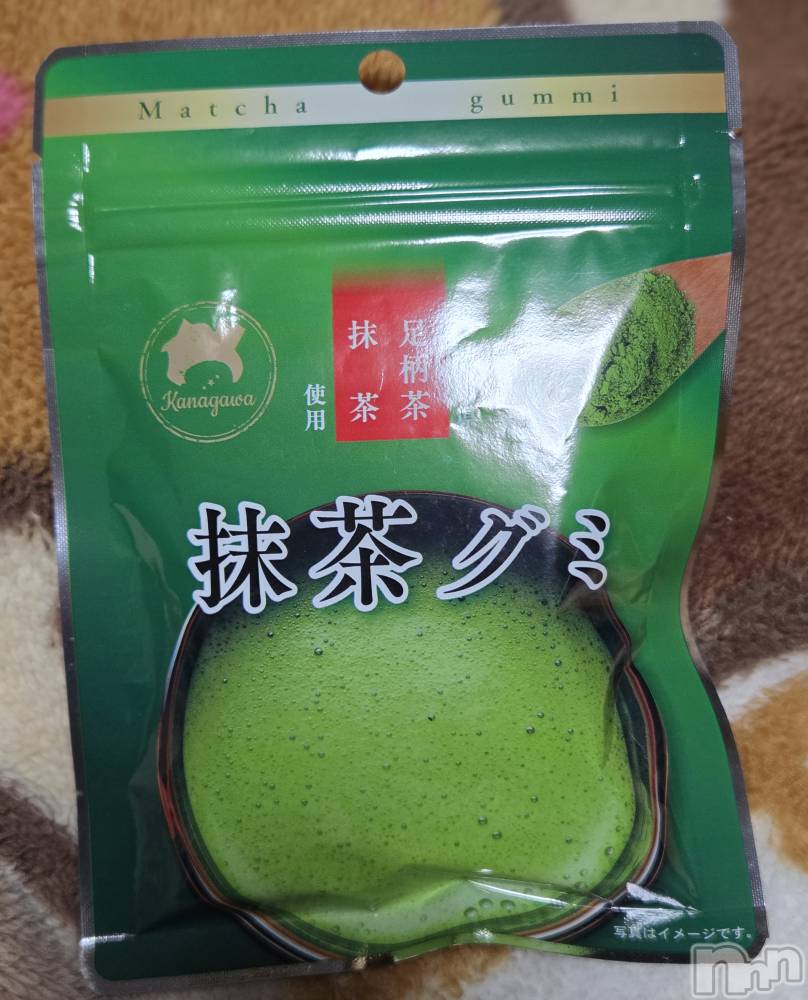 Matcha gummi
足柄茶
抹茶
使用
Kanagawa
抹茶グミ
写真はイメージです。
nnn